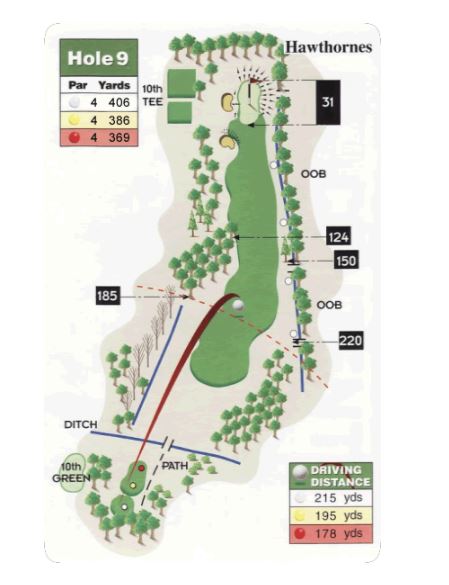 Hawthornes
Hole 9
Par Yards
4 406
4 386
4 369
10th
TEE
31
OOB
124
150
185
OOB
220
DITCH
10th
GREEN
PATH
DRIVING
DISTANCE
215 yds
195 yds
178 yds